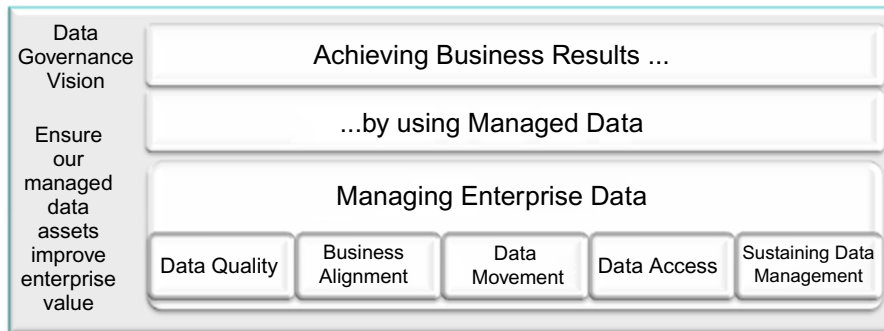 Data
Governance
Vision
Ensure
our
managed
data
assets
improve
enterprise
value
Achieving Business Results ...
...by using Managed Data
Managing Enterprise Data
Data Quality
Business
Alignment
Data
Movement
Data Access
Sustaining Data
Management